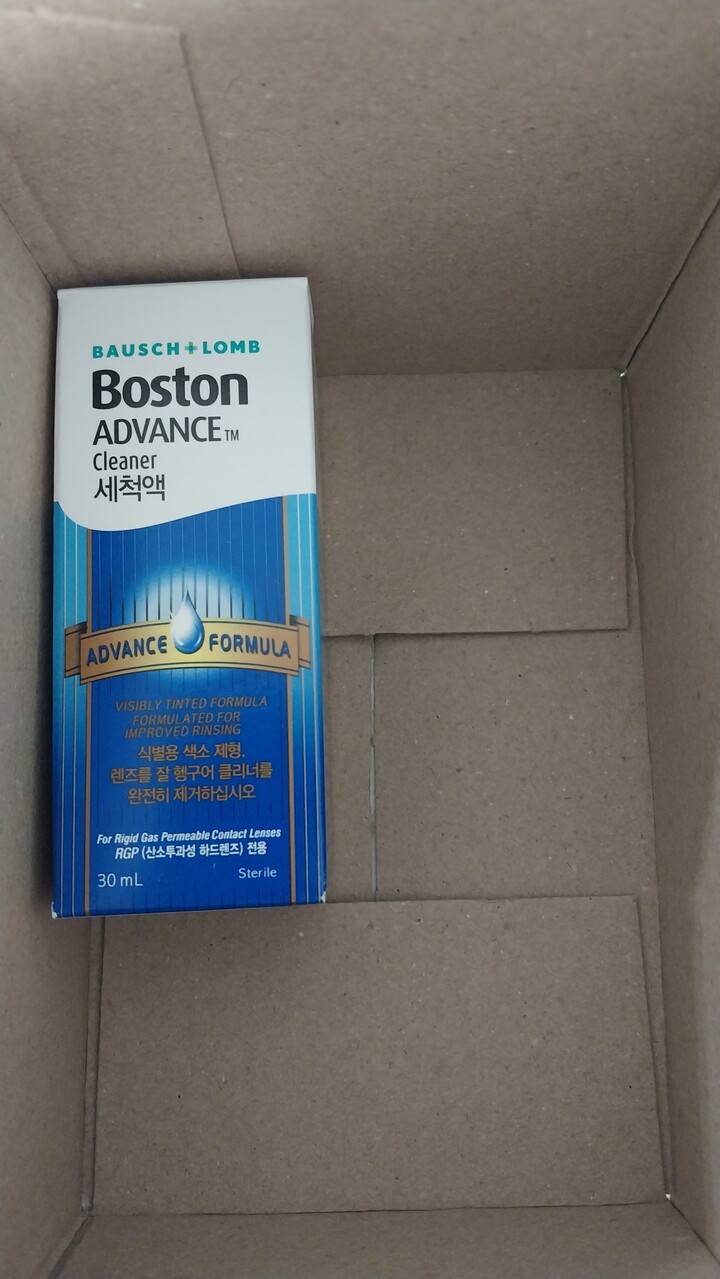 BAUSCH+LOMB
Boston
ADVANCE™
Cleaner
세척액
ADVANCE FORMULA
VISIBLY TINTED FORMULA
FORMULATED FOR
IMPROVED RINSING
식별용 색소 제형.
렌즈를 잘 헹구어 클리너를
완전히 제거하십시오
For Rigid Gas Permeable Contact Lenses
RGP (산소투과성 하드렌즈) 전용
30 mL Sterile